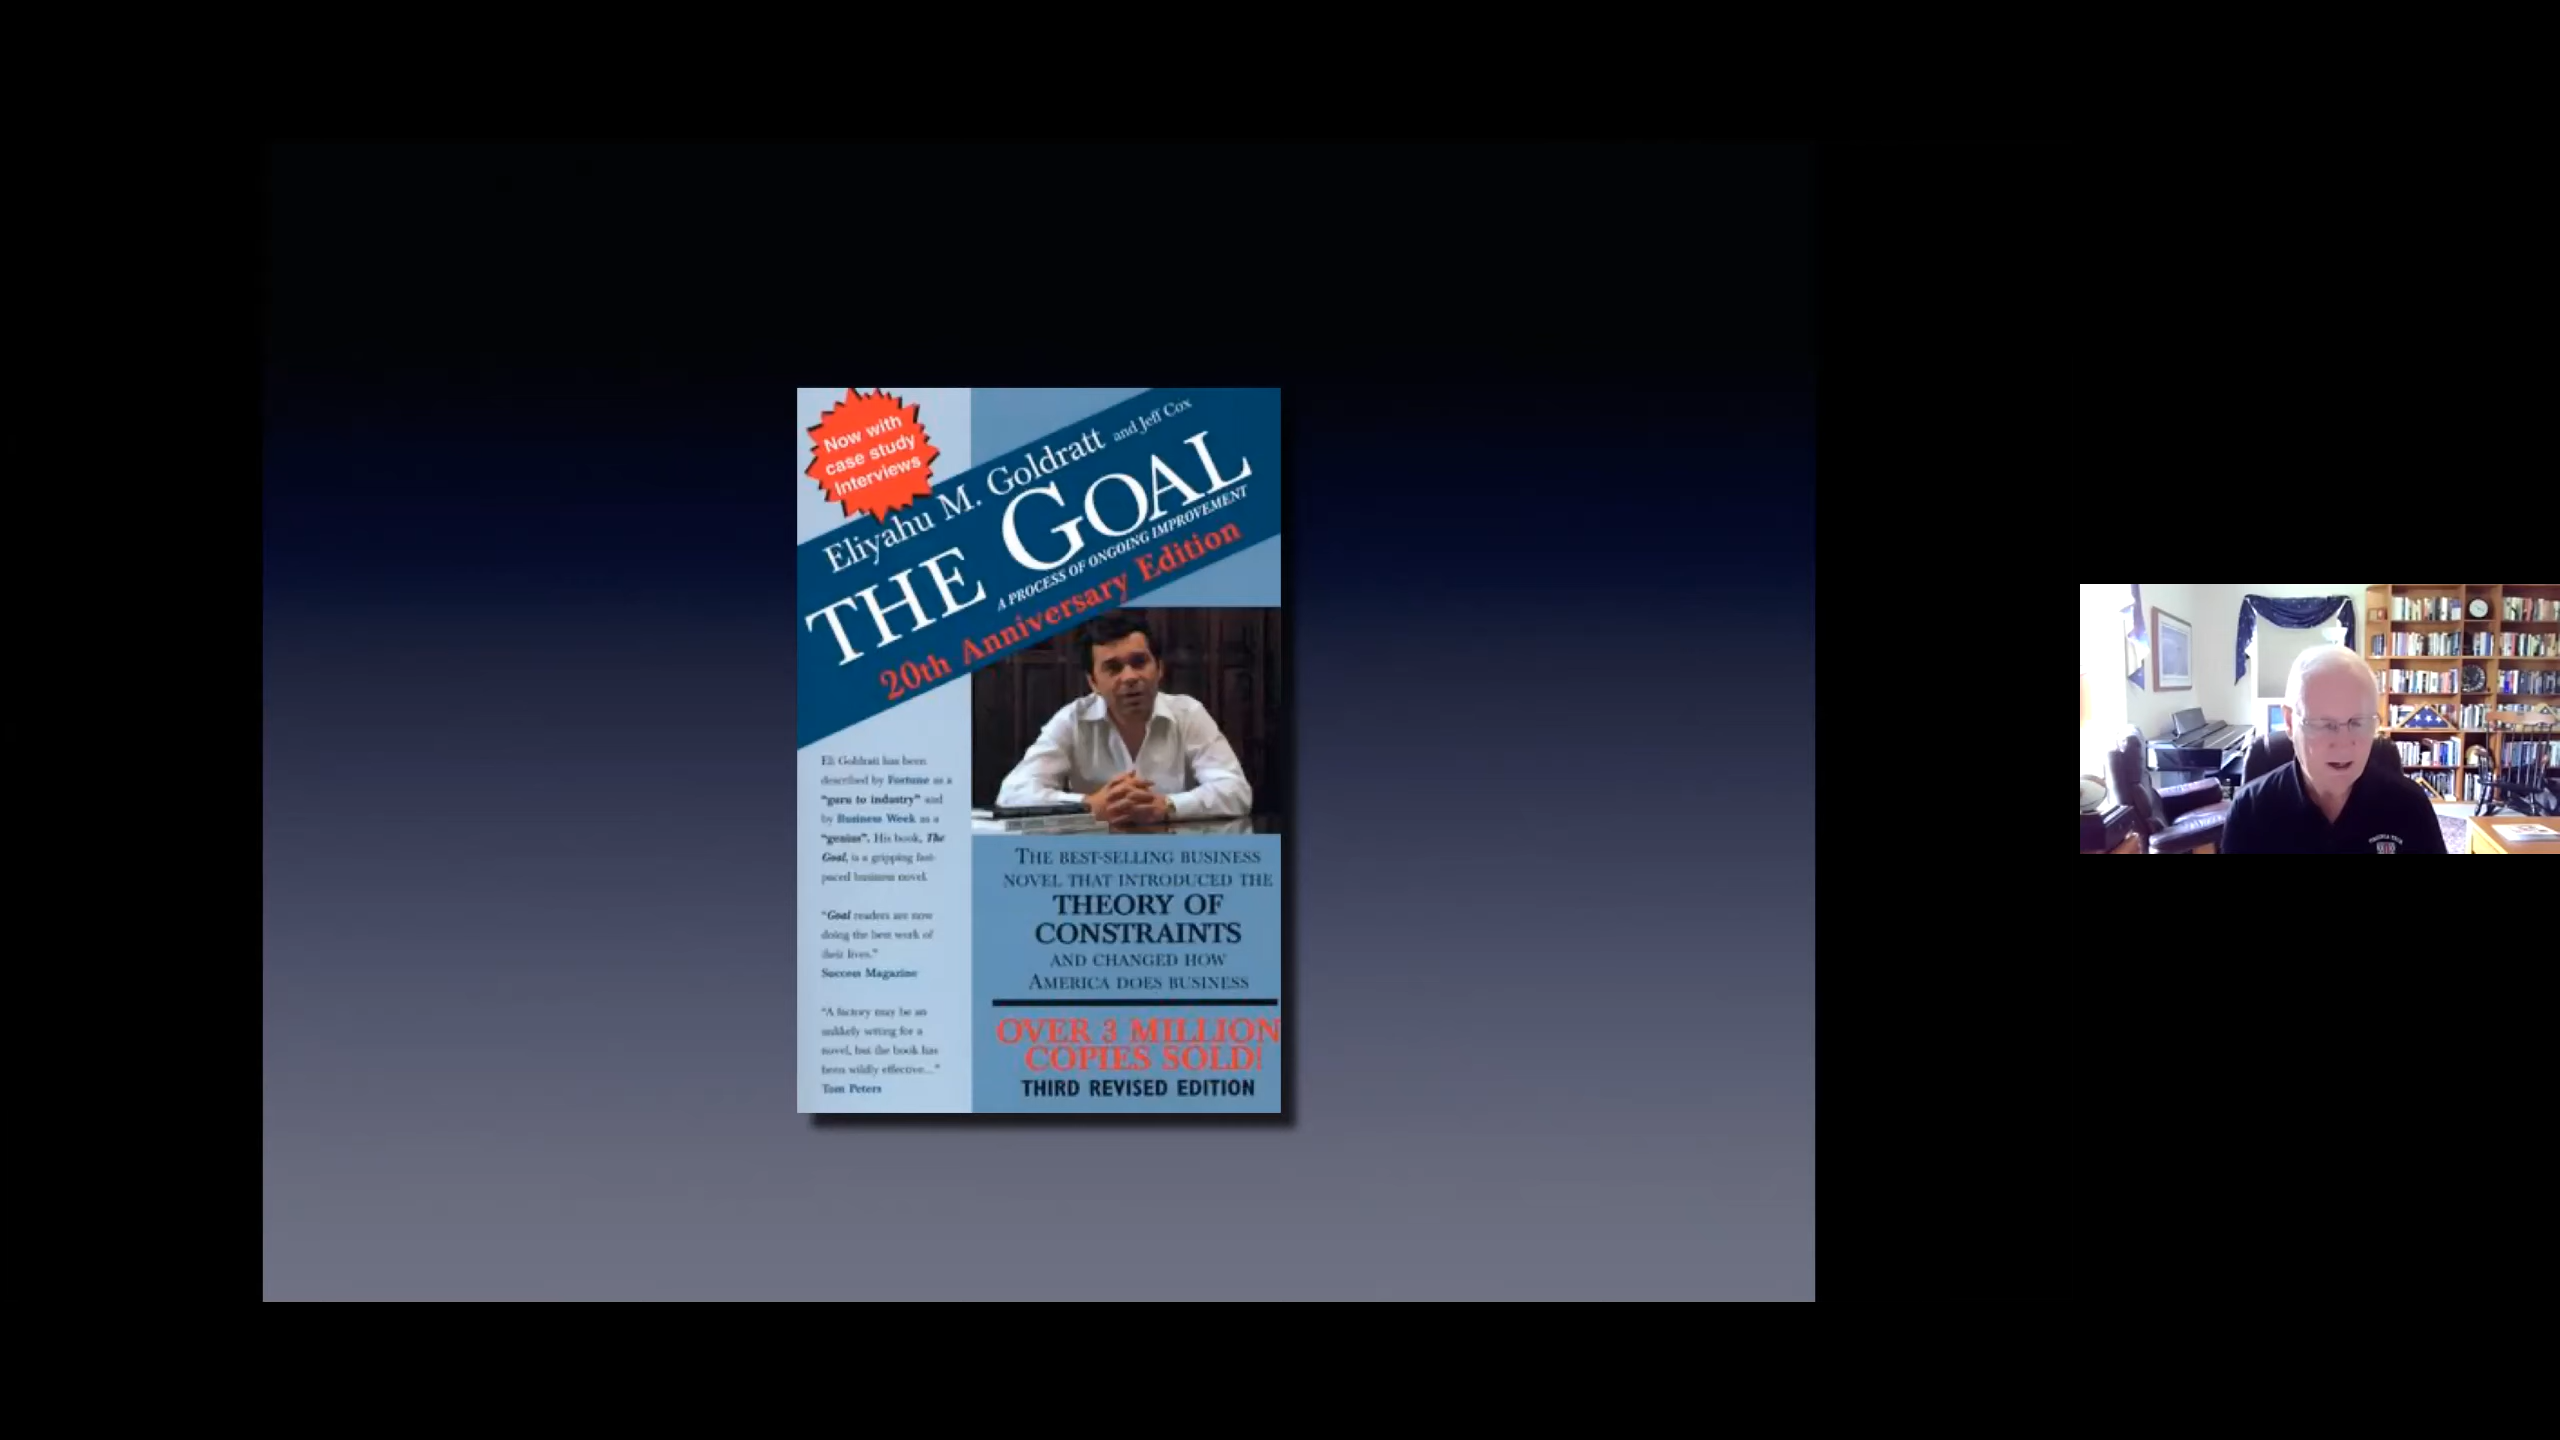 Now with
case study
Interviews
Eliyahu M. Goldratt and Jeff Cox
THE GOAL
A PROCESS OF ONGOING IMPROVEMENT
20th Anniversary Edition
Eli Goldratt has been
described by Fortune as a
"guru to industry" and
by Business Week as a
"genius". His book, The
Goal, is a gripping fast-
paced business novel.
"Goal readers are now
doing the best work of
their lives."
Success Magazine
"A factory may be an
unlikely setting for a
novel, but the book has
been wildly effective..."
Tom Peters
THE BEST-SELLING BUSINESS
NOVEL THAT INTRODUCED THE
THEORY OF
CONSTRAINTS
AND CHANGED HOW
AMERICA DOES BUSINESS
OVER 3 MILLION
COPIES SOLD!
THIRD REVISED EDITION
VIRGINIA TECH